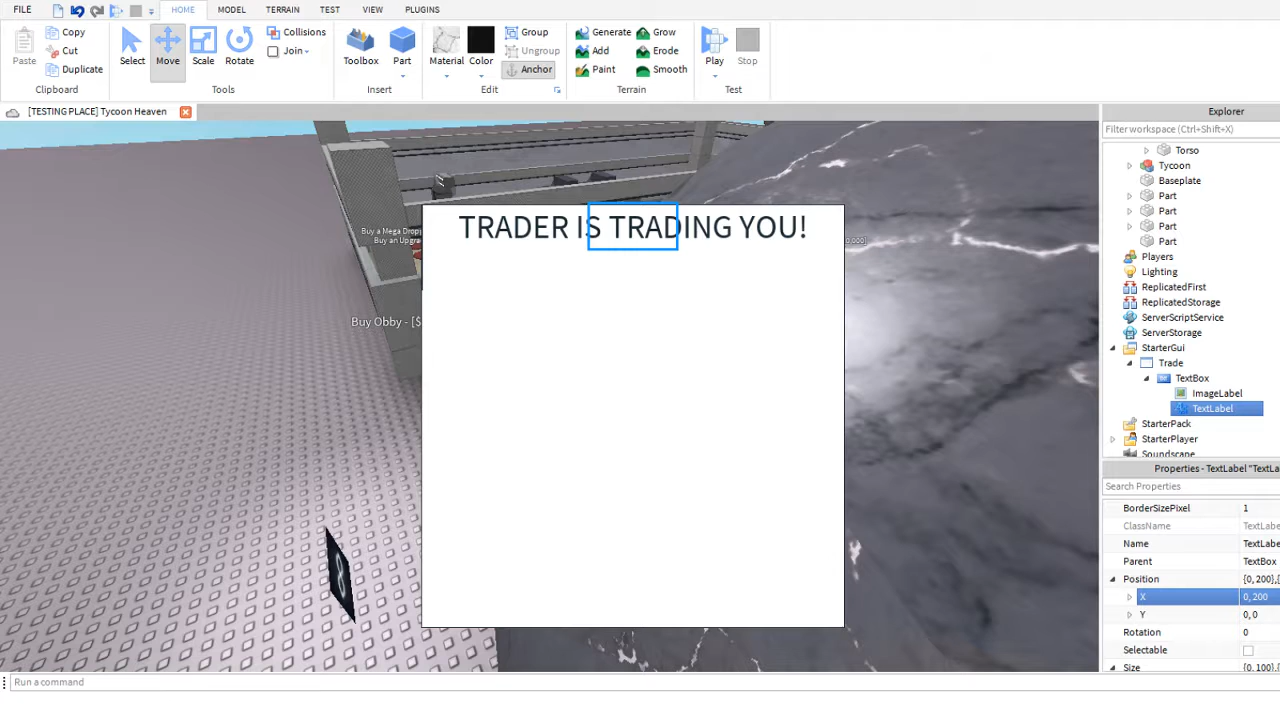 FILE HOME MODEL TERRAIN TEST VIEW PLUGINS
Paste Copy Cut Duplicate
Clipboard
Select Move Scale Rotate Collisions Join
Tools
Toolbox Part
Insert
Material Color Group Ungroup Anchor
Edit
Generate Grow
Add Erode
Paint Smooth
Terrain
Play Stop
Test
[TESTING PLACE] Tycoon Heaven
Explorer
Filter workspace (Ctrl+Shift+X)
Torso
Tycoon
Baseplate
Part
Part
Part
Part
Players
Lighting
ReplicatedFirst
ReplicatedStorage
ServerScriptService
ServerStorage
StarterGui
Trade
TextBox
ImageLabel
TextLabel
StarterPack
StarterPlayer
Soundscape
TRADER IS TRADING YOU!
Buy a Mega Drop
Buy an Upgra
,000]
Buy Obby - [$
Properties - TextLabel "TextLa
Search Properties
BorderSizePixel 1
ClassName TextLabe
Name TextLabe
Parent TextBox
Position {0, 200},{
X 0, 200
Y 0, 0
Rotation 0
Selectable
Size {0, 100},{
Run a command